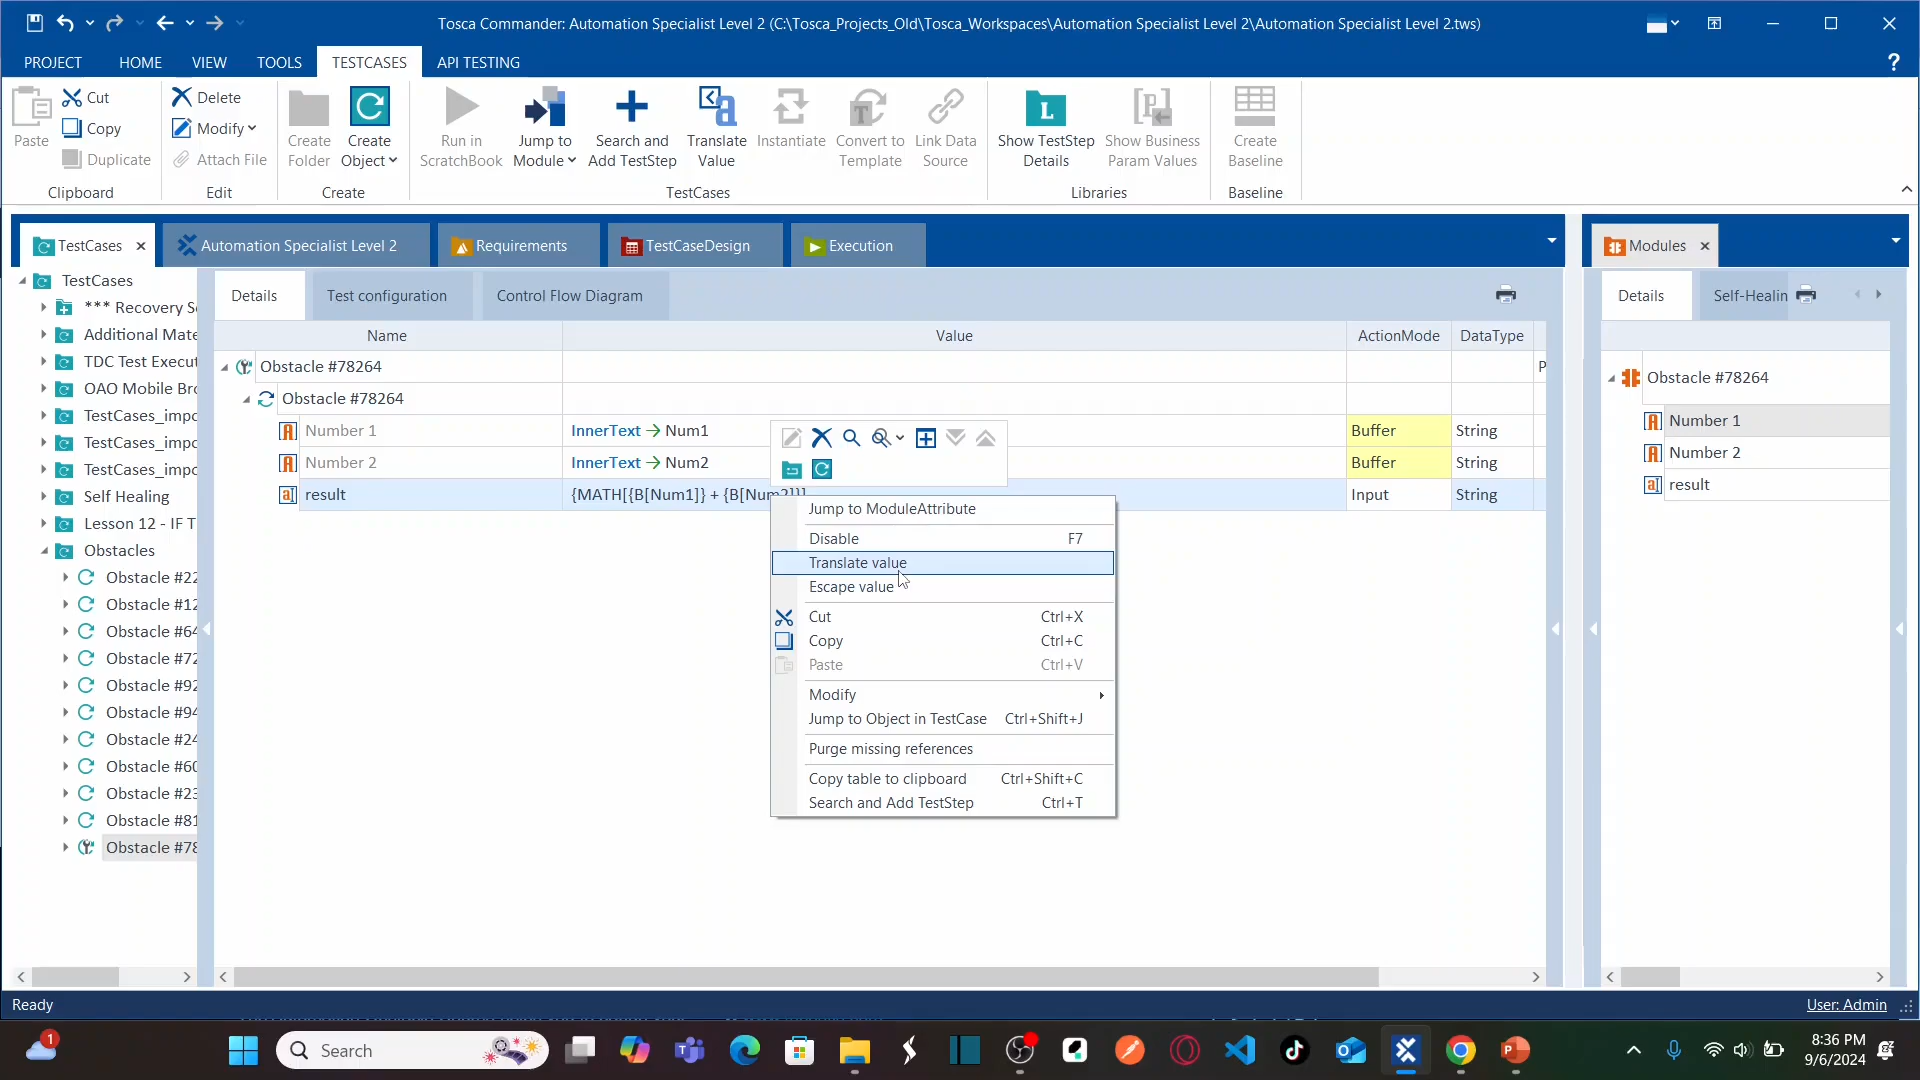 Tosca Commander: Automation Specialist Level 2 (C:\Tosca_Projects_Old\Tosca_Workspaces\Automation Specialist Level 2\Automation Specialist Level 2.tws)
PROJECT HOME VIEW TOOLS TESTCASES API TESTING ?
Paste
Cut
Copy
Duplicate
Clipboard
Delete
Modify
Attach File
Edit
Create Folder
Create Object
Create
Run in ScratchBook
Jump to Module
Search and Add TestStep
Translate Value
Instantiate
Convert to Template
Link Data Source
TestCases
Show TestStep Details
Show Business Param Values
Libraries
Create Baseline
Baseline
TestCases Automation Specialist Level 2 Requirements TestCaseDesign Execution
TestCases
*** Recovery S
Additional Mate
TDC Test Execut
OAO Mobile Bro
TestCases_impo
TestCases_impo
TestCases_impo
Self Healing
Lesson 12 - IF T
Obstacles
Obstacle #22
Obstacle #12
Obstacle #64
Obstacle #72
Obstacle #92
Obstacle #94
Obstacle #24
Obstacle #60
Obstacle #23
Obstacle #81
Obstacle #78
Details Test configuration Control Flow Diagram
Name Value ActionMode DataType
Obstacle #78264 P
Obstacle #78264
Number 1 InnerText → Num1 Buffer String
Number 2 InnerText → Num2 Buffer String
result {MATH[{B[Num1]} + {B[Num2]}]} Input String
Jump to ModuleAttribute
Disable F7
Translate value
Escape value
Cut Ctrl+X
Copy Ctrl+C
Paste Ctrl+V
Modify
Jump to Object in TestCase Ctrl+Shift+J
Purge missing references
Copy table to clipboard Ctrl+Shift+C
Search and Add TestStep Ctrl+T
Modules
Details Self-Healin
Obstacle #78264
Number 1
Number 2
result
Ready User: Admin
1
Search
8:36 PM
9/6/2024